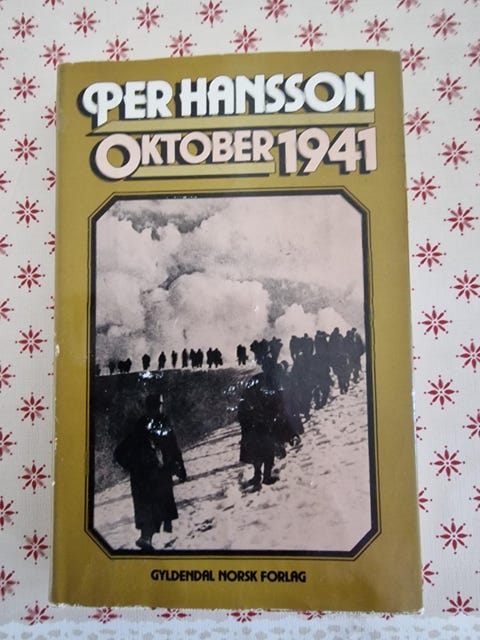 PER HANSSON
OKTOBER 1941
GYLDENDAL NORSK FORLAG